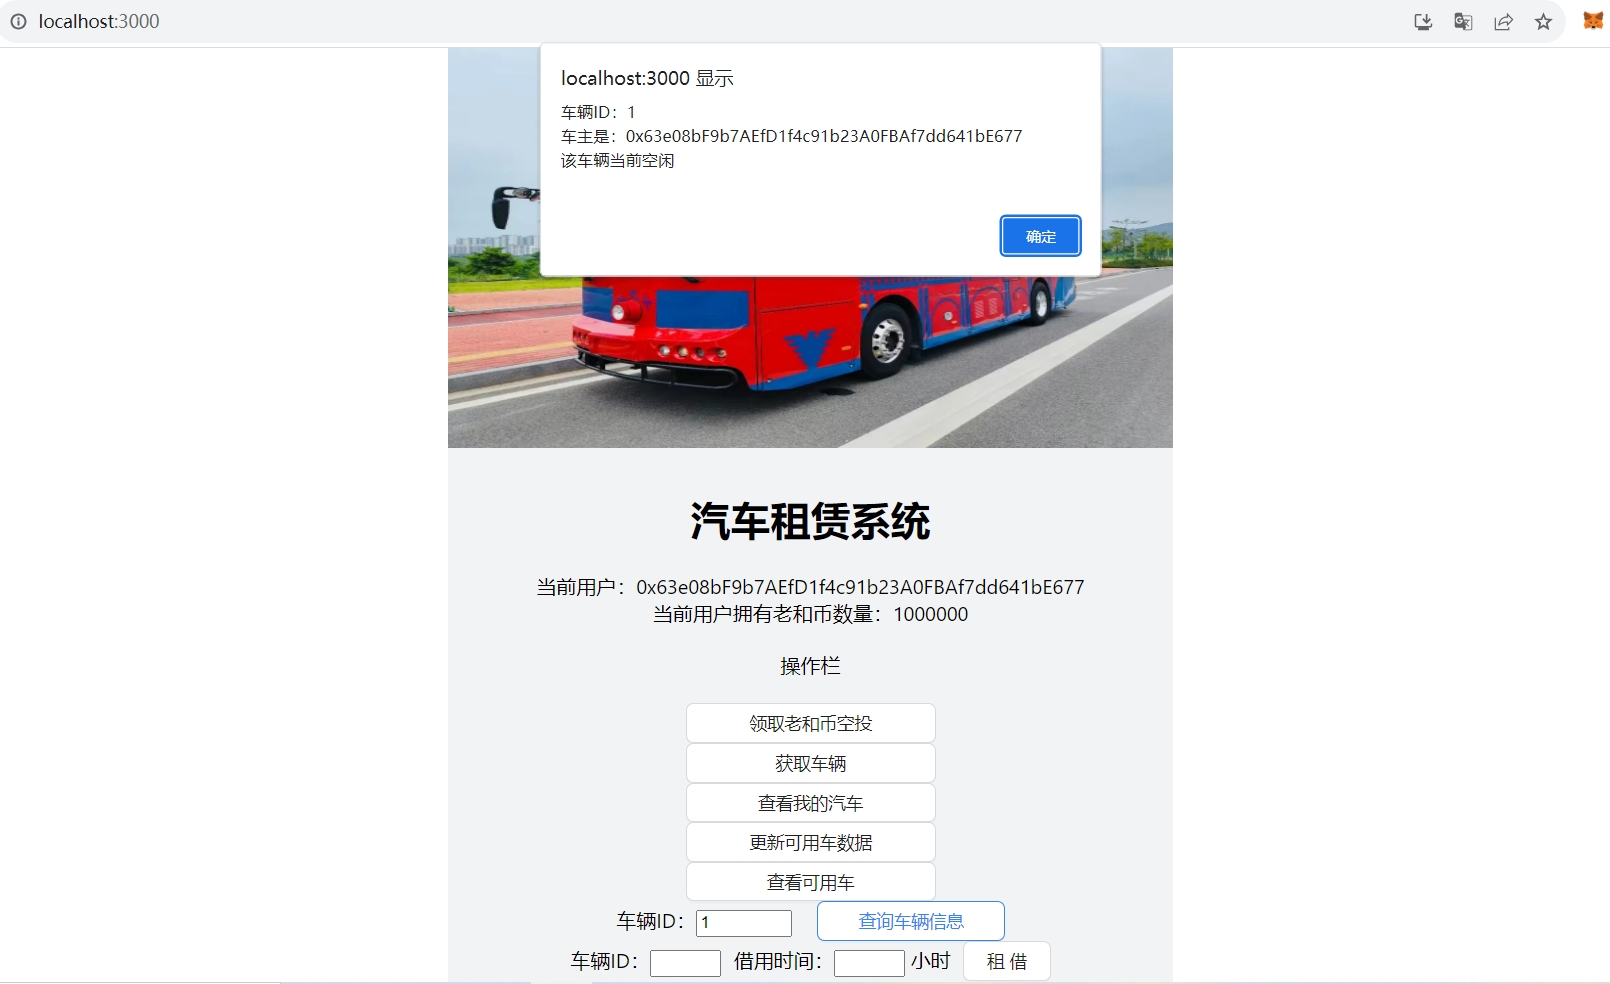 localhost:3000
localhost:3000 显示
车辆ID：1
车主是：0x63e08bF9b7AEfD1f4c91b23A0FBAf7dd641bE677
该车辆当前空闲
确定
汽车租赁系统
当前用户：0x63e08bF9b7AEfD1f4c91b23A0FBAf7dd641bE677
当前用户拥有老和币数量：1000000
操作栏
领取老和币空投
获取车辆
查看我的汽车
更新可用车数据
查看可用车
车辆ID： 1 查询车辆信息
车辆ID： 借用时间： 小时 租 借